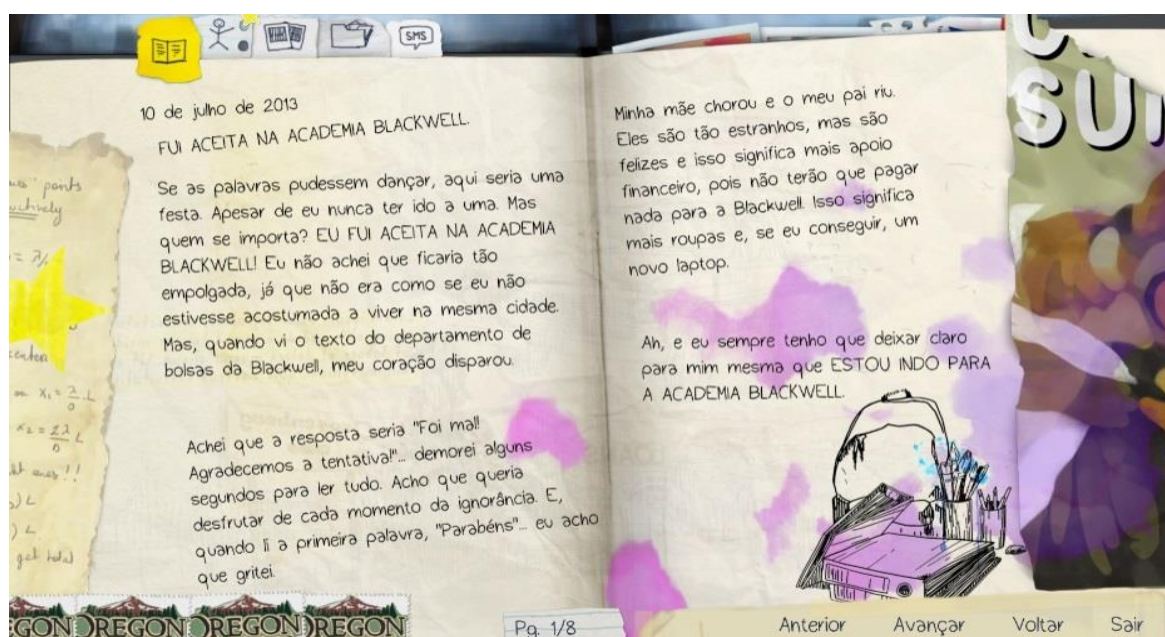 SMS
10 de julho de 2013
FUI ACEITA NA ACADEMIA BLACKWELL.
Se as palavras pudessem dançar, aqui seria uma
festa. Apesar de eu nunca ter ido a uma. Mas
quem se importa? EU FUI ACEITA NA ACADEMIA
BLACKWELL! Eu não achei que ficaria tão
empolgada, já que não era como se eu não
estivesse acostumada a viver na mesma cidade.
Mas, quando vi o texto do departamento de
bolsas da Blackwell, meu coração disparou.
Achei que a resposta seria "Foi mal!
Agradecemos a tentativa!"... demorei alguns
segundos para ler tudo. Acho que queria
desfrutar de cada momento da ignorância. E,
quando li a primeira palavra, "Parabéns"... eu acho
que gritei.
Minha mãe chorou e o meu pai riu.
Eles são tão estranhos, mas são
felizes e isso significa mais apoio
financeiro, pois não terão que pagar
nada para a Blackwell. Isso significa
mais roupas e, se eu conseguir, um
novo laptop.
Ah, e eu sempre tenho que deixar claro
para mim mesma que ESTOU INDO PARA
A ACADEMIA BLACKWELL.
points
get total
EGON OREGON OREGON OREGON
Pg. 1/8
Anterior Avançar Voltar Sair